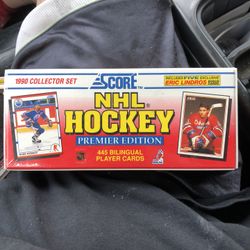 1990 COLLECTOR SET
SCORE
INCLUDES FIVE EXCLUSIVE
ERIC LINDROS
NHL
HOCKEY
PREMIER EDITION
445 BILINGUAL
PLAYER CARDS